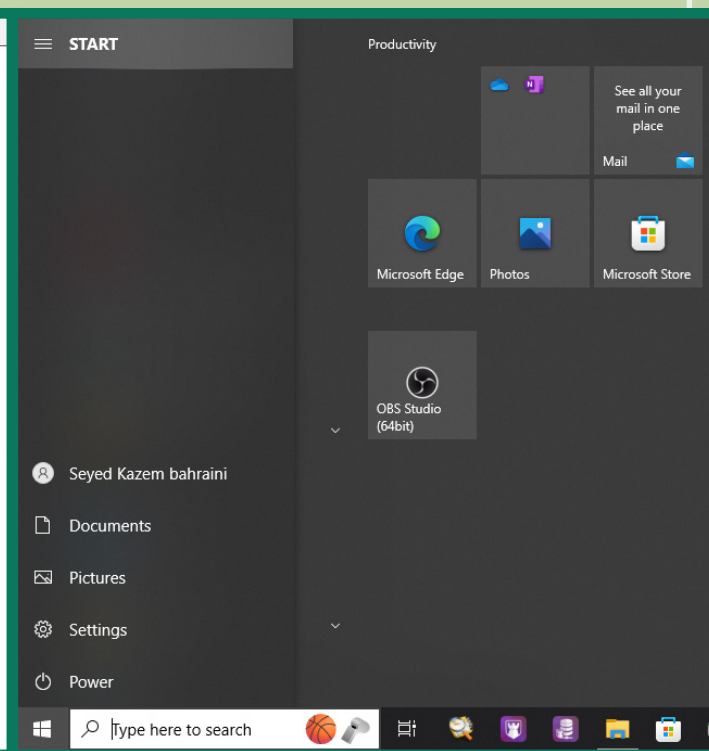 START
Seyed Kazem bahraini
Documents
Pictures
Settings
Power
Productivity
N
See all your
mail in one
place
Mail
Microsoft Edge
Photos
Microsoft Store
OBS Studio
(64bit)
Type here to search